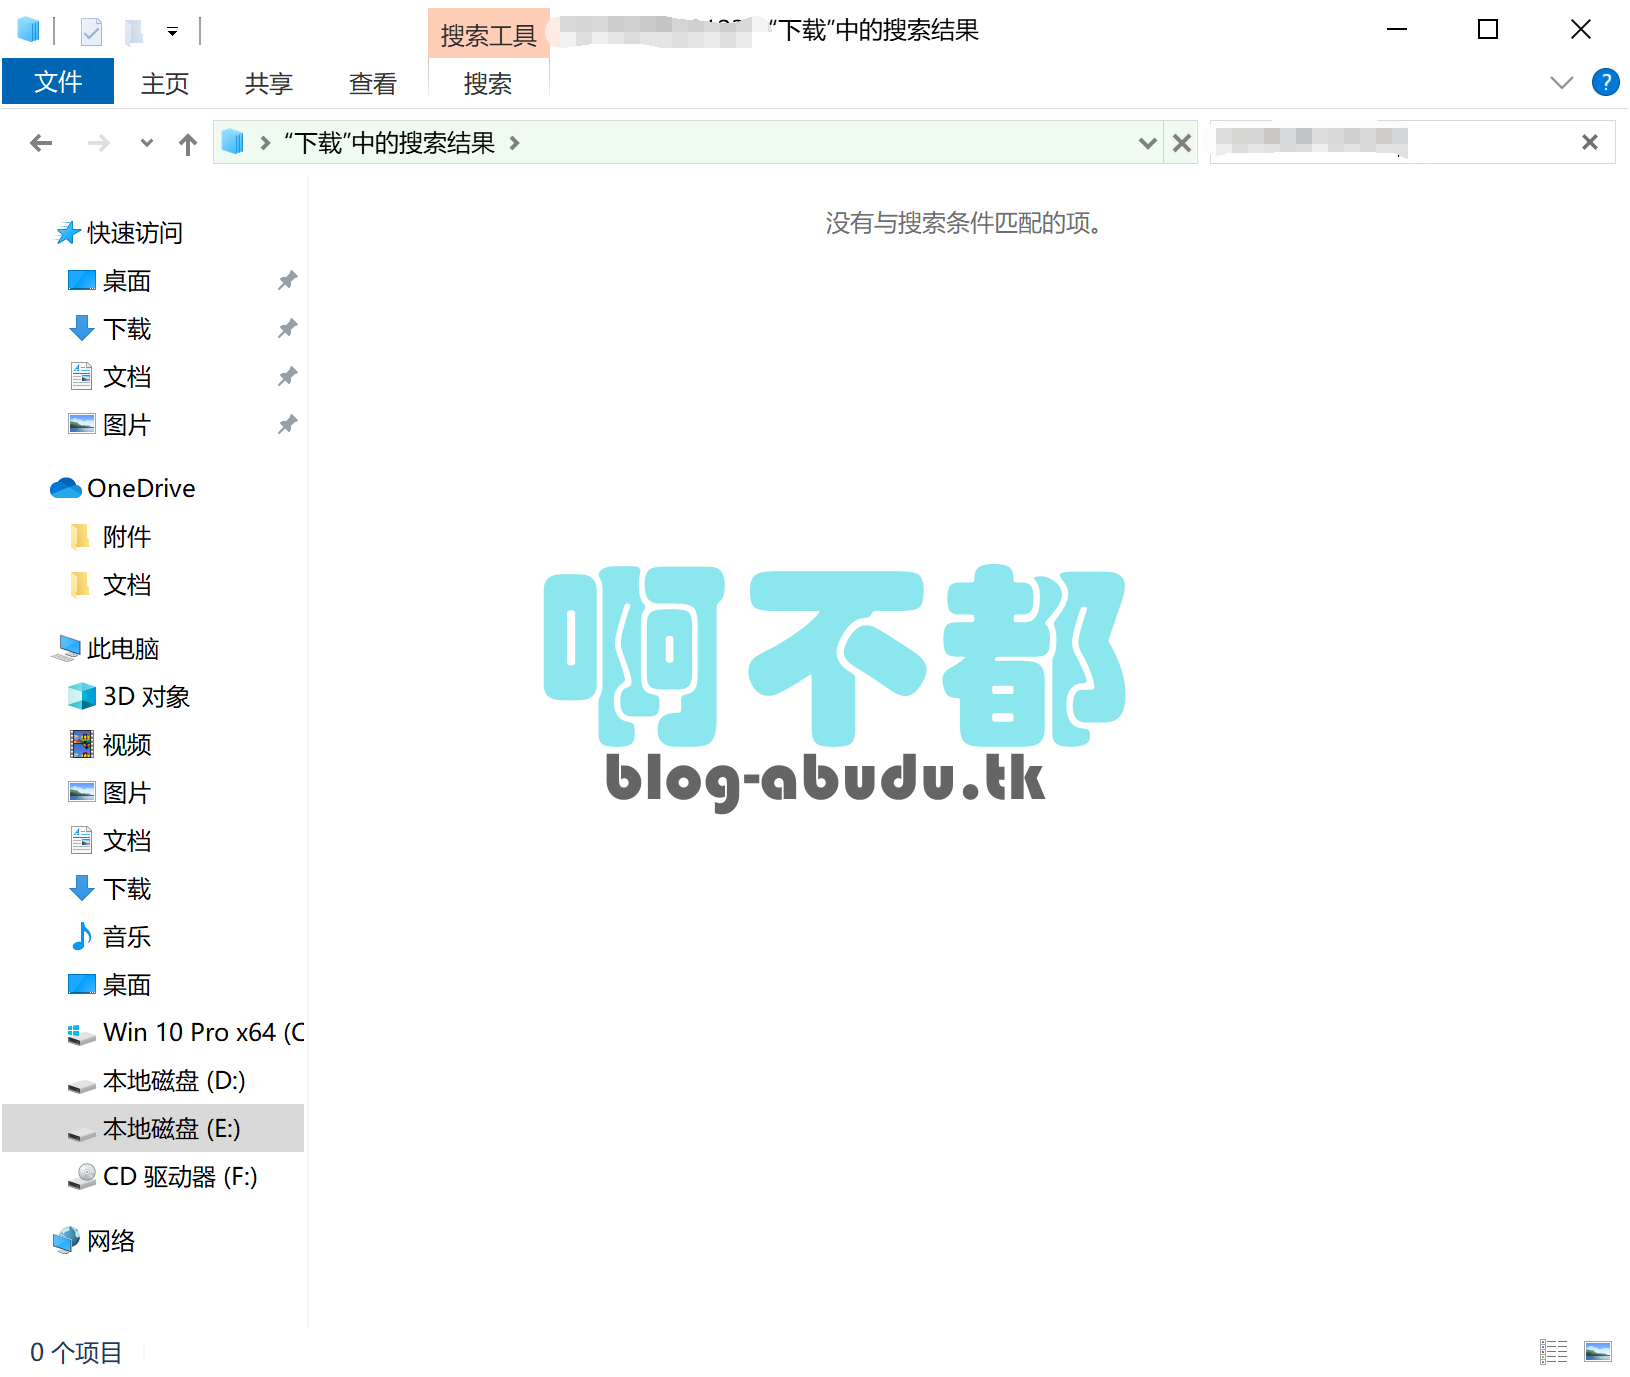 搜索工具
“下载”中的搜索结果
文件
主页
共享
查看
搜索
?
“下载”中的搜索结果
没有与搜索条件匹配的项。
快速访问
桌面
下载
文档
图片
OneDrive
附件
文档
此电脑
3D 对象
视频
图片
文档
下载
音乐
桌面
Win 10 Pro x64 (C
本地磁盘 (D:)
本地磁盘 (E:)
CD 驱动器 (F:)
网络
啊不都
blog-abudu.tk
0 个项目